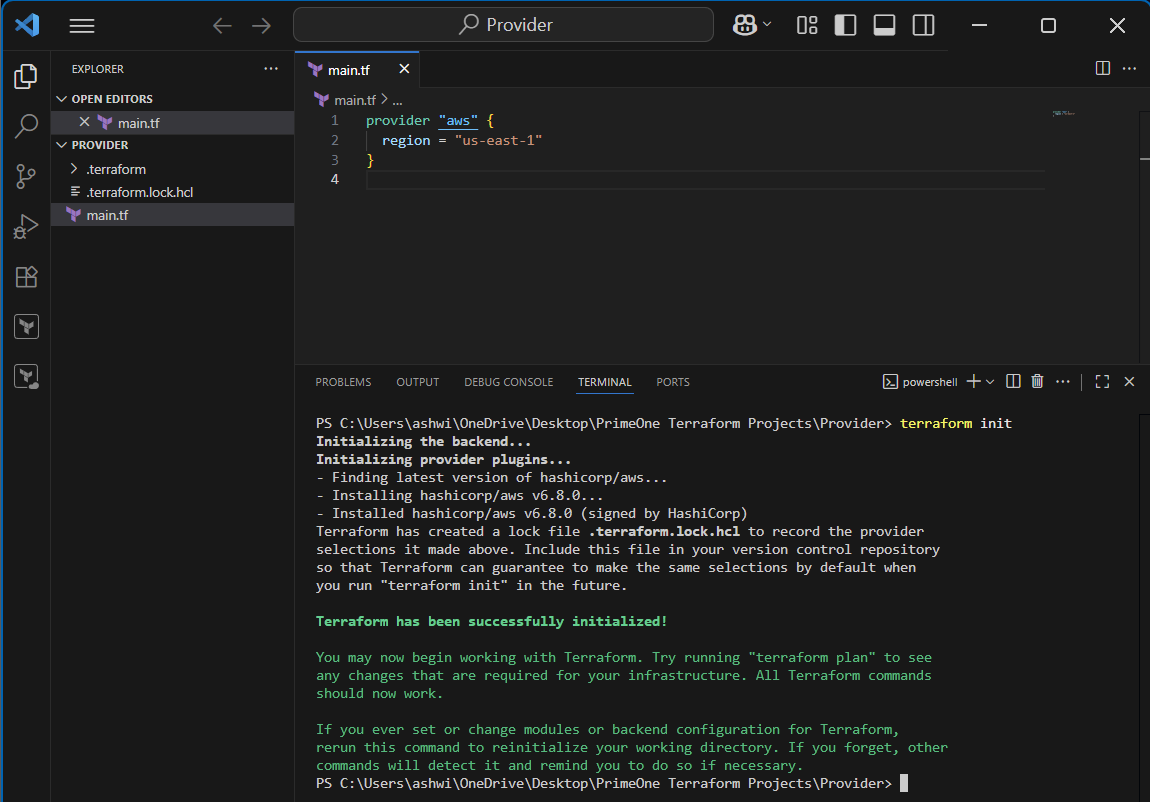 Provider
EXPLORER
OPEN EDITORS
main.tf
PROVIDER
.terraform
.terraform.lock.hcl
main.tf
main.tf
main.tf > ...
1 provider "aws" {
2 region = "us-east-1"
3 }
4
PROBLEMS OUTPUT DEBUG CONSOLE TERMINAL PORTS
powershell
PS C:\Users\ashwi\OneDrive\Desktop\PrimeOne Terraform Projects\Provider> terraform init
Initializing the backend...
Initializing provider plugins...
- Finding latest version of hashicorp/aws...
- Installing hashicorp/aws v6.8.0...
- Installed hashicorp/aws v6.8.0 (signed by HashiCorp)
Terraform has created a lock file .terraform.lock.hcl to record the provider
selections it made above. Include this file in your version control repository
so that Terraform can guarantee to make the same selections by default when
you run "terraform init" in the future.
Terraform has been successfully initialized!
You may now begin working with Terraform. Try running "terraform plan" to see
any changes that are required for your infrastructure. All Terraform commands
should now work.
If you ever set or change modules or backend configuration for Terraform,
rerun this command to reinitialize your working directory. If you forget, other
commands will detect it and remind you to do so if necessary.
PS C:\Users\ashwi\OneDrive\Desktop\PrimeOne Terraform Projects\Provider>